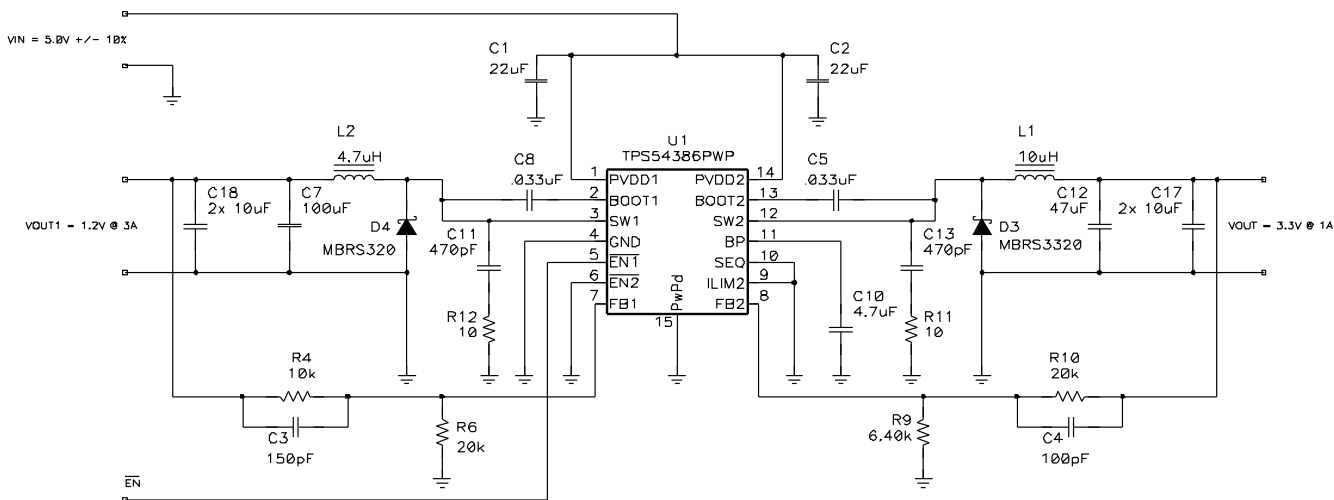 VIN = 5.0V +/- 10%
C1
22uF
C2
22uF
L2
4.7uH
C8
.033uF
U1
TPS54386PWP
C5
.033uF
L1
10uH
1
2
3
4
5
6
7
PVDD1
BOOT1
SW1
GND
EN1
EN2
FB1
PwPd
15
PVDD2
BOOT2
SW2
BP
SEQ
ILIM2
FB2
14
13
12
11
10
9
8
C18
2x 10uF
C7
100uF
D4
MBRS320
C11
470pF
VOUT1 = 1.2V @ 3A
C13
470pF
D3
MBRS3320
C12
47uF
C17
2x 10uF
VOUT = 3.3V @ 1A
R12
10
C10
4.7uF
R11
10
R4
10k
C3
150pF
R6
20k
R9
6.40k
R10
20k
C4
100pF
EN